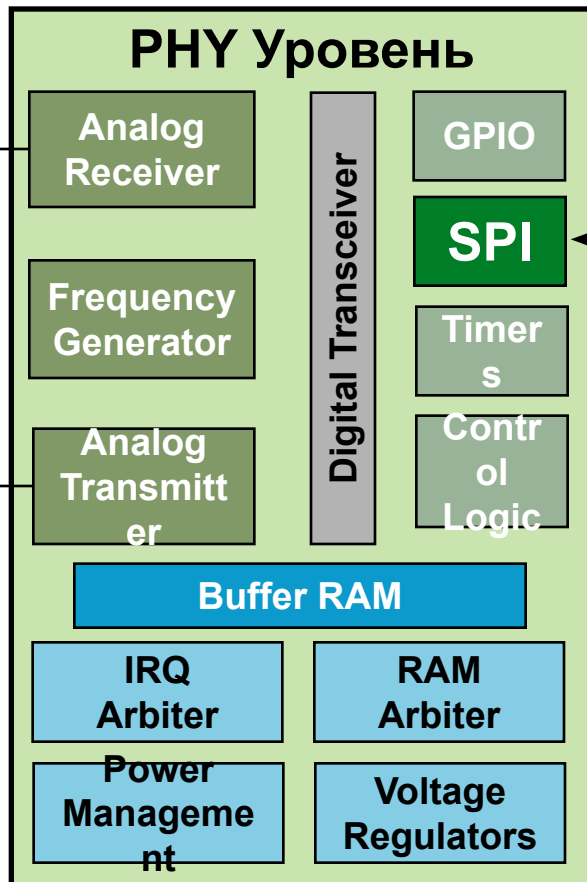 PHY Уровень
Analog
Receiver
Frequency
Generator
Analog
Transmitt
er
Digital Transceiver
GPIO
SPI
Timer
s
Contr
ol
Logic
Buffer RAM
IRQ
Arbiter
RAM
Arbiter
Power
Manageme
nt
Voltage
Regulators